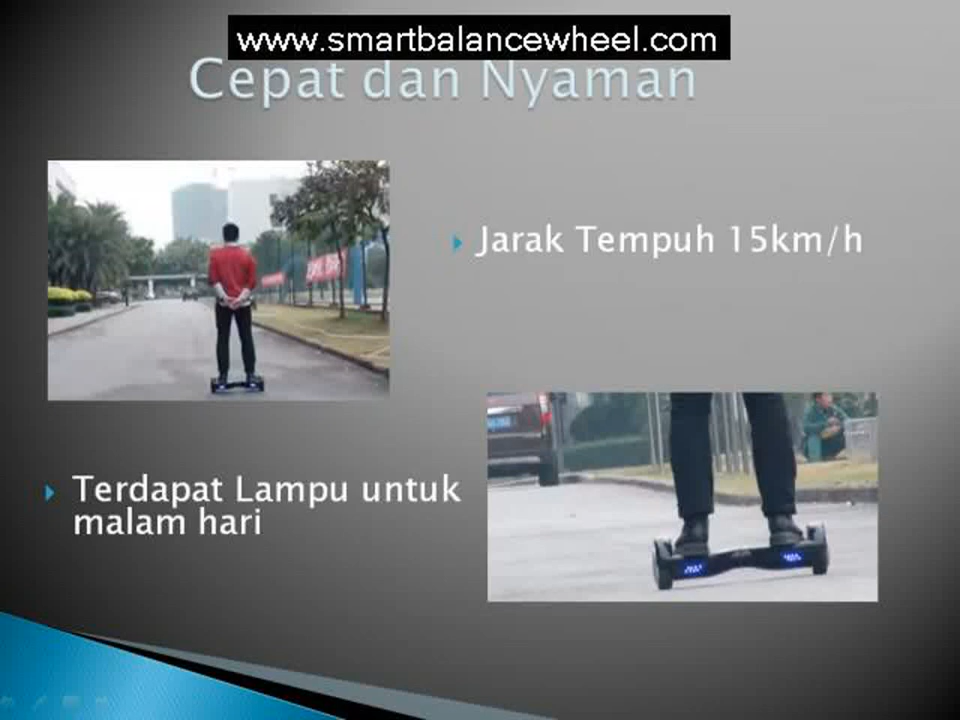 www.smartbalancewheel.com
Cepat dan Nyaman
Jarak Tempuh 15km/h
Terdapat Lampu untuk
malam hari